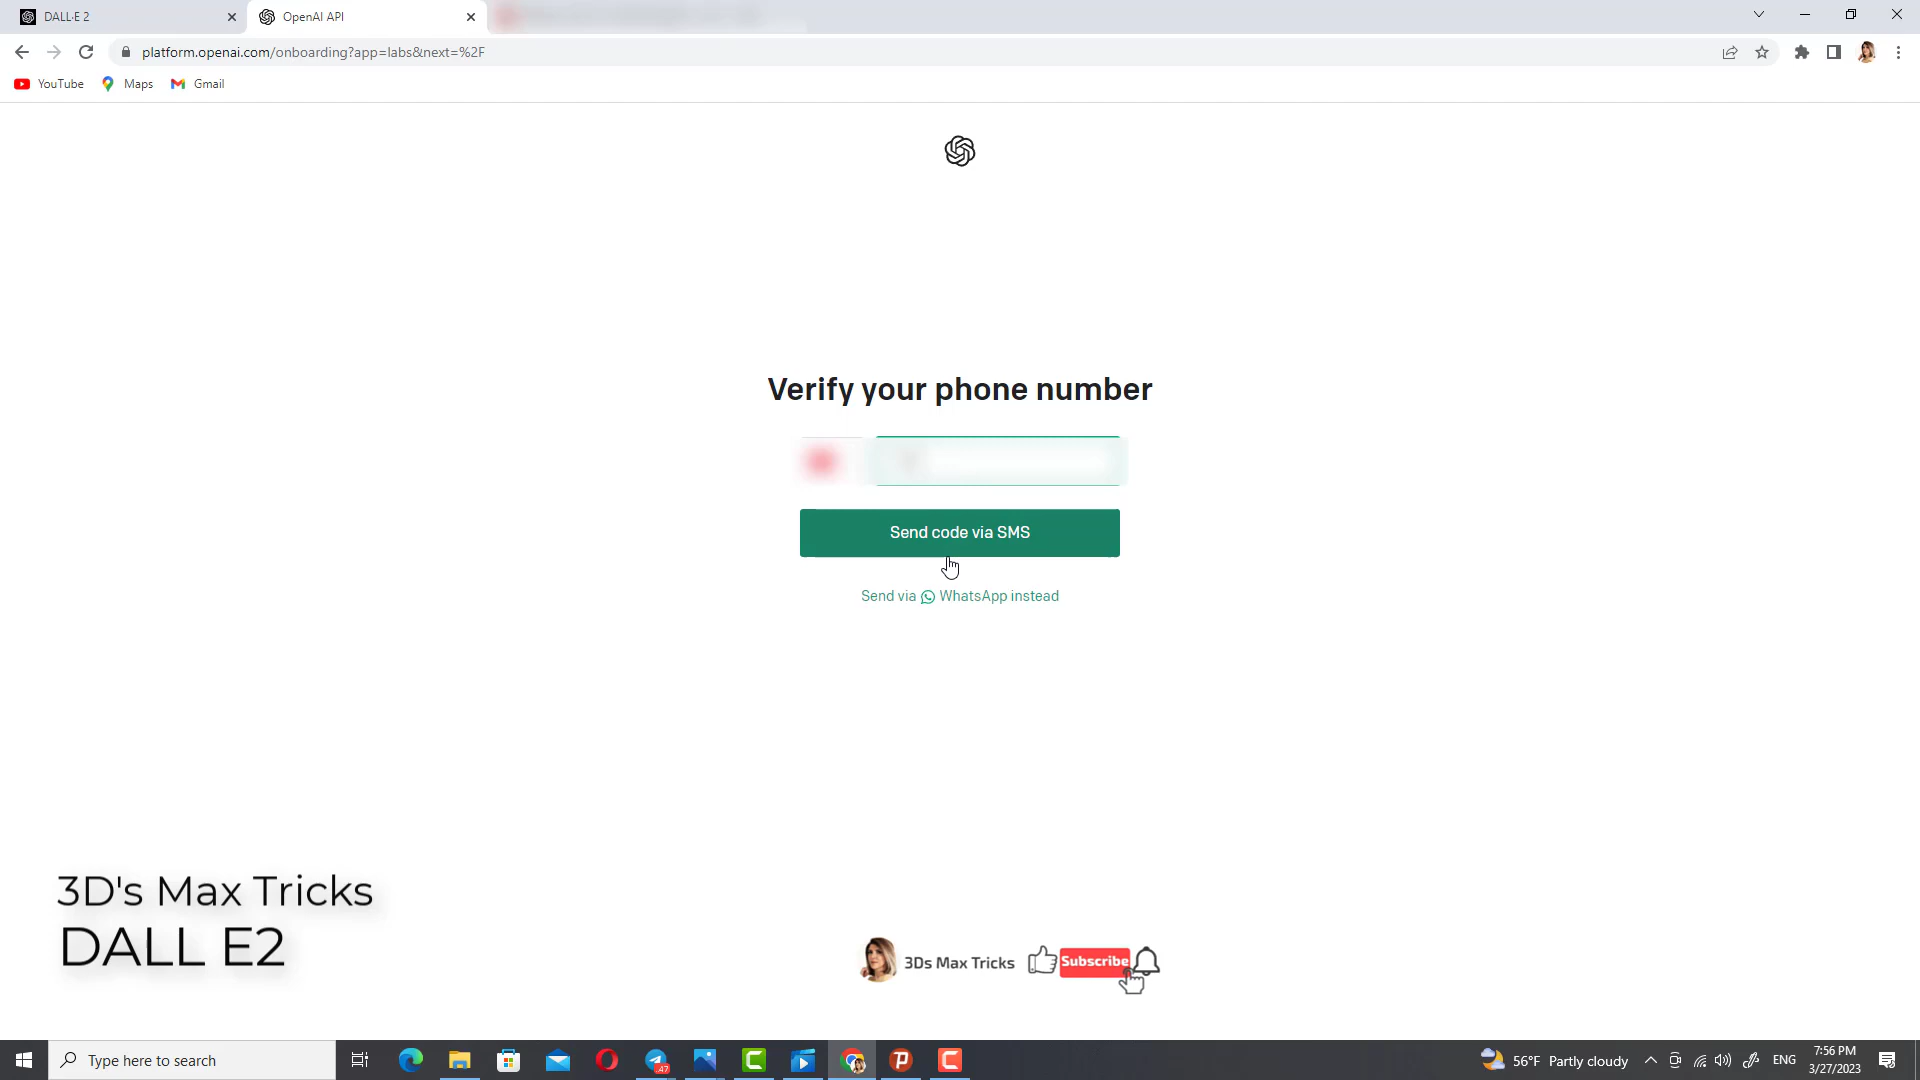 DALL·E 2
OpenAI API
platform.openai.com/onboarding?app=labs&next=%2F
YouTube
Maps
Gmail
Verify your phone number
Send code via SMS
Send via WhatsApp instead
3D's Max Tricks
DALL E2
3Ds Max Tricks
Subscribe
Type here to search
47
56°F Partly cloudy
ENG
7:56 PM
3/27/2023